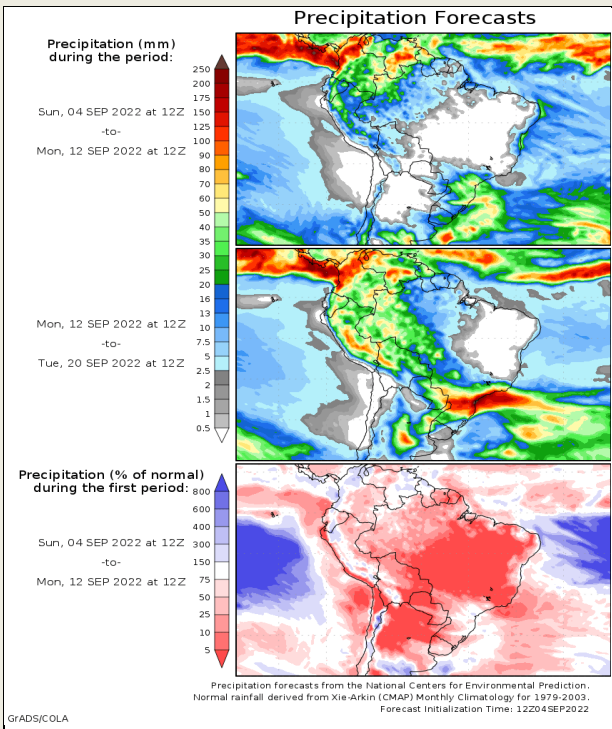 Precipitation Forecasts
Precipitation (mm)
during the period:
Sun, 04 SEP 2022 at 12Z
-to-
Mon, 12 SEP 2022 at 12Z
250
200
175
150
125
100
90
80
70
60
50
40
35
30
25
20
16
13
10
7.5
5
2.5
2
1.5
1
0.5
Mon, 12 SEP 2022 at 12Z
-to-
Tue, 20 SEP 2022 at 12Z
Precipitation (% of normal)
during the first period:
Sun, 04 SEP 2022 at 12Z
-to-
Mon, 12 SEP 2022 at 12Z
800
600
400
300
150
75
50
25
10
5
Precipitation forecasts from the National Centers for Environmental Prediction.
Normal rainfall derived from Xie-Arkin (CMAP) Monthly Climatology for 1979-2003.
Forecast Initialization Time: 12Z04SEP2022
GrADS/COLA